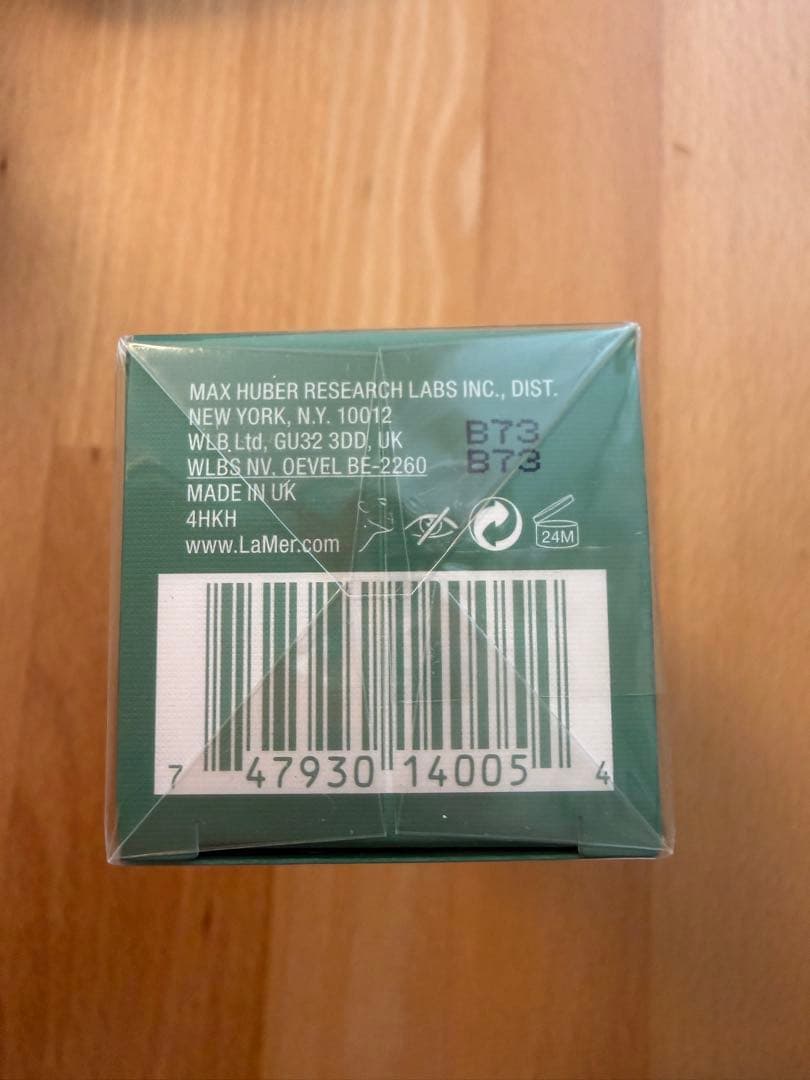 MAX HUBER RESEARCH LABS INC., DIST.
NEW YORK, N.Y. 10012
WLB Ltd, GU32 3DD, UK
WLBS NV. OEVEL BE-2260
MADE IN UK
4HKH
www.LaMer.com
B73
B73
24M
7 47930 14005 4